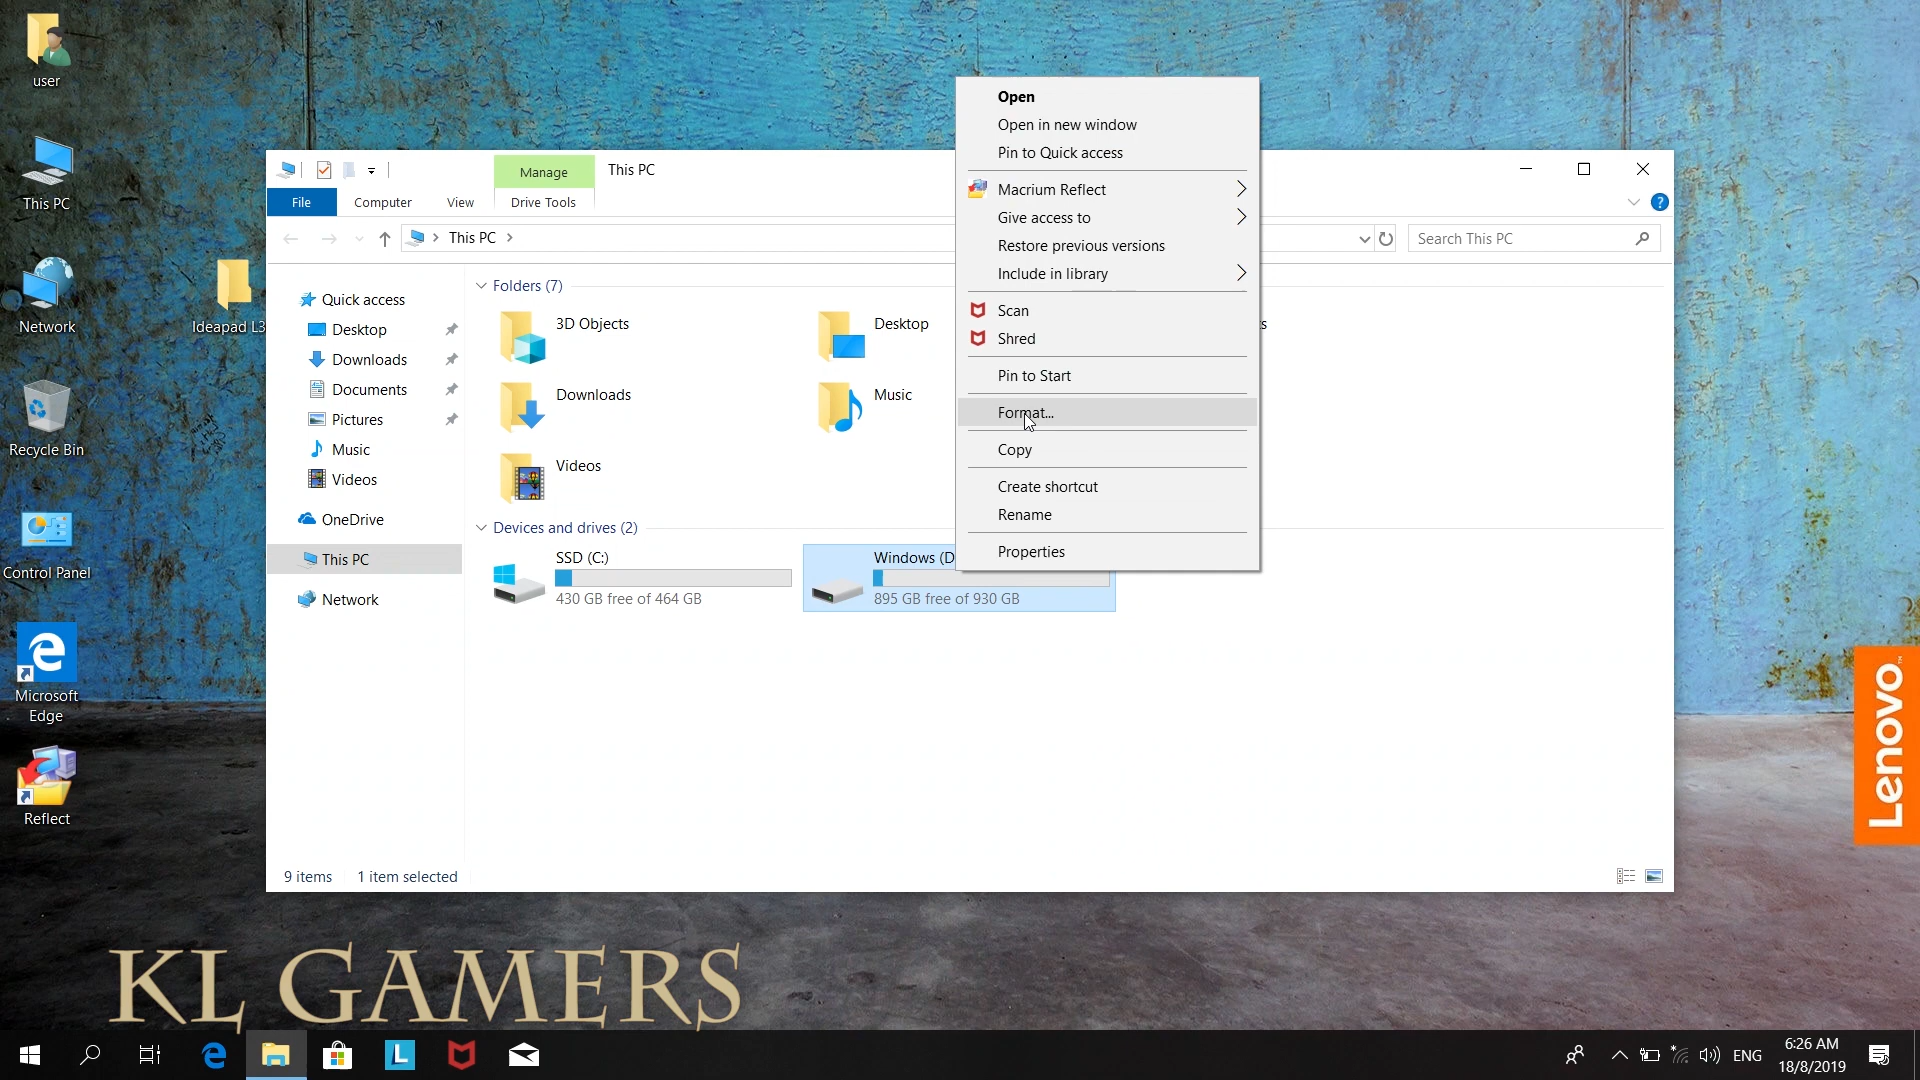 user
This PC
Network
Ideapad L3
Recycle Bin
Control Panel
Microsoft
Edge
Reflect
Manage
This PC
File
Computer
View
Drive Tools
This PC
Search This PC
Quick access
Desktop
Downloads
Documents
Pictures
Music
Videos
OneDrive
This PC
Network
Folders (7)
3D Objects
Desktop
Downloads
Music
Videos
Devices and drives (2)
SSD (C:)
430 GB free of 464 GB
Windows (D
895 GB free of 930 GB
Open
Open in new window
Pin to Quick access
Macrium Reflect
Give access to
Restore previous versions
Include in library
Scan
Shred
Pin to Start
Format...
Copy
Create shortcut
Rename
Properties
9 items
1 item selected
Lenovo
KL GAMERS
ENG
6:26 AM
18/8/2019